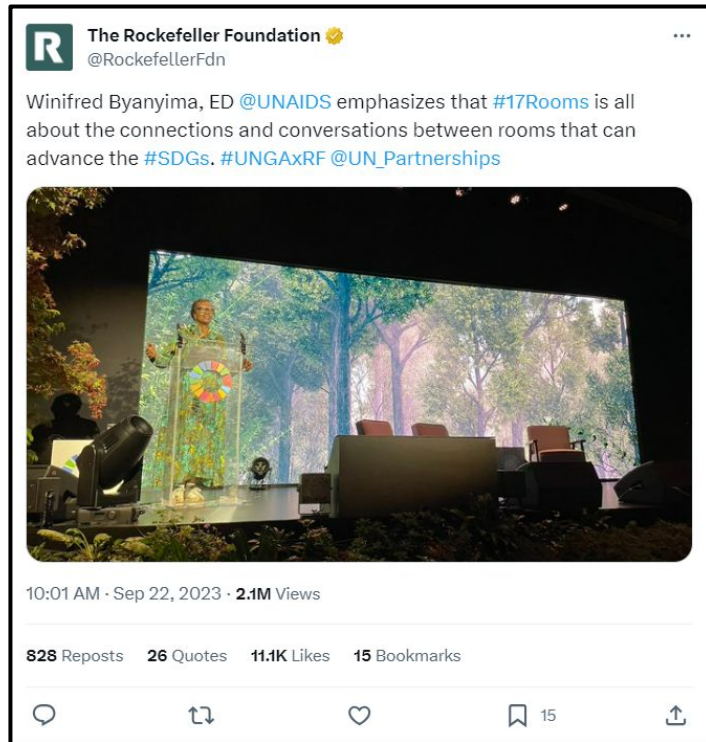 R
The Rockefeller Foundation
@RockefellerFdn
Winifred Byanyima, ED @UNAIDS emphasizes that #17Rooms is all
about the connections and conversations between rooms that can
advance the #SDGs. #UNGAxRF @UN_Partnerships
10:01 AM · Sep 22, 2023 · 2.1M Views
828 Reposts 26 Quotes 11.1K Likes 15 Bookmarks
15